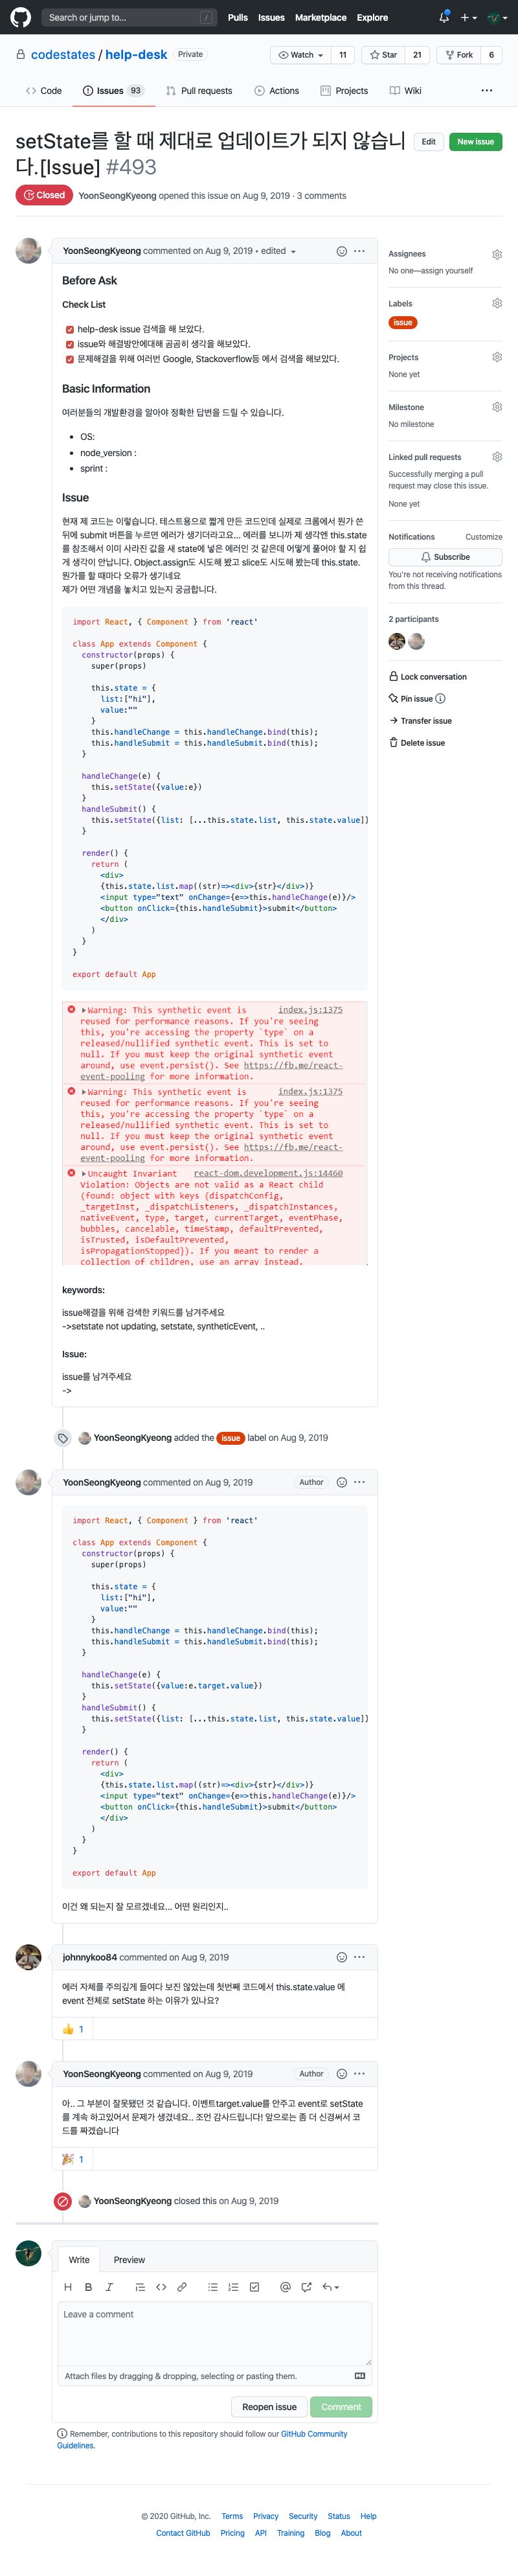 Search or jump to...
/
Pulls Issues Marketplace Explore
codestates / help-desk Private
Watch 11 Star 21 Fork 6
Code Issues 93 Pull requests Actions Projects Wiki
setState를 할 때 제대로 업데이트가 되지 않습니
다.[Issue] #493
Edit New issue
Closed YoonSeongKyeong opened this issue on Aug 9, 2019 · 3 comments
YoonSeongKyeong commented on Aug 9, 2019 • edited
Before Ask
Check List
help-desk issue 검색을 해 보았다.
issue와 해결방안에대해 곰곰히 생각을 해보았다.
문제해결을 위해 여러번 Google, Stackoverflow등 에서 검색을 해보았다.
Basic Information
여러분들의 개발환경을 알아야 정확한 답변을 드릴 수 있습니다.
• OS:
• node_version :
• sprint :
Issue
현재 제 코드는 이렇습니다. 테스트용으로 짧게 만든 코드인데 실제로 크롬에서 뭔가 쓴
뒤에 submit 버튼을 누르면 에러가 생기더라고요... 에러를 보니까 제 생각엔 this.state
를 참조해서 이미 사라진 값을 새 state에 넣은 에러인 것 같은데 어떻게 풀어야 할 지 쉽
게 생각이 안납니다. Object.assign도 시도해 봤고 slice도 시도해 봤는데 this.state.
뭔가를 할 때마다 오류가 생기네요
제가 어떤 개념을 놓치고 있는지 궁금합니다.
import React, { Component } from 'react'
class App extends Component {
constructor(props) {
super(props)
this.state = {
list:["hi"],
value:""
}
this.handleChange = this.handleChange.bind(this);
this.handleSubmit = this.handleSubmit.bind(this);
}
handleChange(e) {
this.setState({value:e})
}
handleSubmit() {
this.setState({list: [...this.state.list, this.state.value]]
}
render() {
return (
<div>
{this.state.list.map((str)=><div>{str}</div>)}
<input type="text" onChange={e=>this.handleChange(e)}/>
<button onClick={this.handleSubmit}>submit</button>
</div>
)
}
}
export default App
Warning: This synthetic event is index.js:1375
reused for performance reasons. If you're seeing
this, you're accessing the property `type` on a
released/nullified synthetic event. This is set to
null. If you must keep the original synthetic event
around, use event.persist(). See https://fb.me/react-
event-pooling for more information.
Warning: This synthetic event is index.js:1375
reused for performance reasons. If you're seeing
this, you're accessing the property `type` on a
released/nullified synthetic event. This is set to
null. If you must keep the original synthetic event
around, use event.persist(). See https://fb.me/react-
event-pooling for more information.
Uncaught Invariant react-dom.development.js:14460
Violation: Objects are not valid as a React child
(found: object with keys {dispatchConfig,
_targetInst, _dispatchListeners, _dispatchInstances,
nativeEvent, type, target, currentTarget, eventPhase,
bubbles, cancelable, timeStamp, defaultPrevented,
isTrusted, isDefaultPrevented,
isPropagationStopped}). If you meant to render a
collection of children, use an array instead.
keywords:
issue해결을 위해 검색한 키워드를 남겨주세요
->setstate not updating, setstate, syntheticEvent, ..
Issue:
issue를 남겨주세요
->
Assignees
No one—assign yourself
Labels
issue
Projects
None yet
Milestone
No milestone
Linked pull requests
Successfully merging a pull
request may close this issue.
None yet
Notifications Customize
Subscribe
You're not receiving notifications
from this thread.
2 participants
Lock conversation
Pin issue
Transfer issue
Delete issue
YoonSeongKyeong added the issue label on Aug 9, 2019
YoonSeongKyeong commented on Aug 9, 2019 Author
import React, { Component } from 'react'
class App extends Component {
constructor(props) {
super(props)
this.state = {
list:["hi"],
value:""
}
this.handleChange = this.handleChange.bind(this);
this.handleSubmit = this.handleSubmit.bind(this);
}
handleChange(e) {
this.setState({value:e.target.value})
}
handleSubmit() {
this.setState({list: [...this.state.list, this.state.value]]
}
render() {
return (
<div>
{this.state.list.map((str)=><div>{str}</div>)}
<input type="text" onChange={e=>this.handleChange(e)}/>
<button onClick={this.handleSubmit}>submit</button>
</div>
)
}
}
export default App
이건 왜 되는지 잘 모르겠네요... 어떤 원리인지..
johnnykoo84 commented on Aug 9, 2019
에러 자체를 주의깊게 들여다 보진 않았는데 첫번째 코드에서 this.state.value 에
event 전체로 setState 하는 이유가 있나요?
👍 1
YoonSeongKyeong commented on Aug 9, 2019 Author
아.. 그 부분이 잘못됐던 것 같습니다. 이벤트target.value를 안주고 event로 setState
를 계속 하고있어서 문제가 생겼네요.. 조언 감사드립니다! 앞으로는 좀 더 신경써서 코
드를 짜겠습니다
🎉 1
YoonSeongKyeong closed this on Aug 9, 2019
Write Preview
Leave a comment
Attach files by dragging & dropping, selecting or pasting them.
Reopen issue Comment
Remember, contributions to this repository should follow our GitHub Community
Guidelines.
© 2020 GitHub, Inc. Terms Privacy Security Status Help
Contact GitHub Pricing API Training Blog About